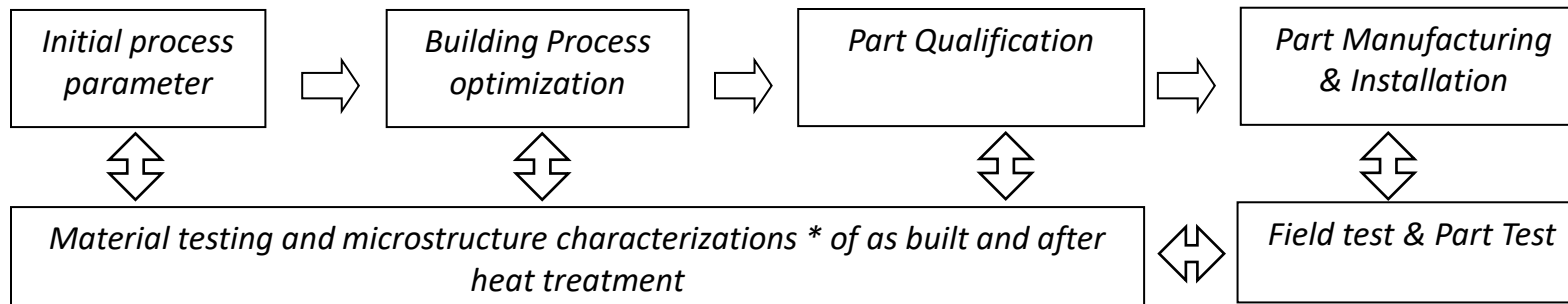 Initial process
parameter
Building Process
optimization
Part Qualification
Part Manufacturing
& Installation
Material testing and microstructure characterizations * of as built and after
heat treatment
Field test & Part Test